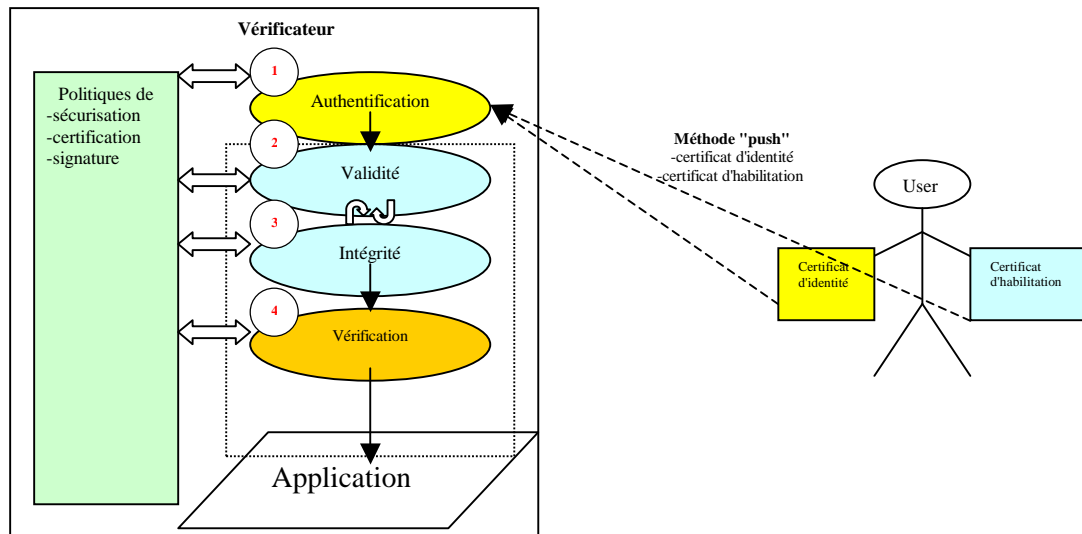 Vérificateur
1
Politiques de
-sécurisation
-certification
-signature
Authentification
2
Validité
3
Intégrité
4
Vérification
Application
Méthode "push"
-certificat d'identité
-certificat d'habilitation
User
Certificat
d'identité
Certificat
d'habilitation